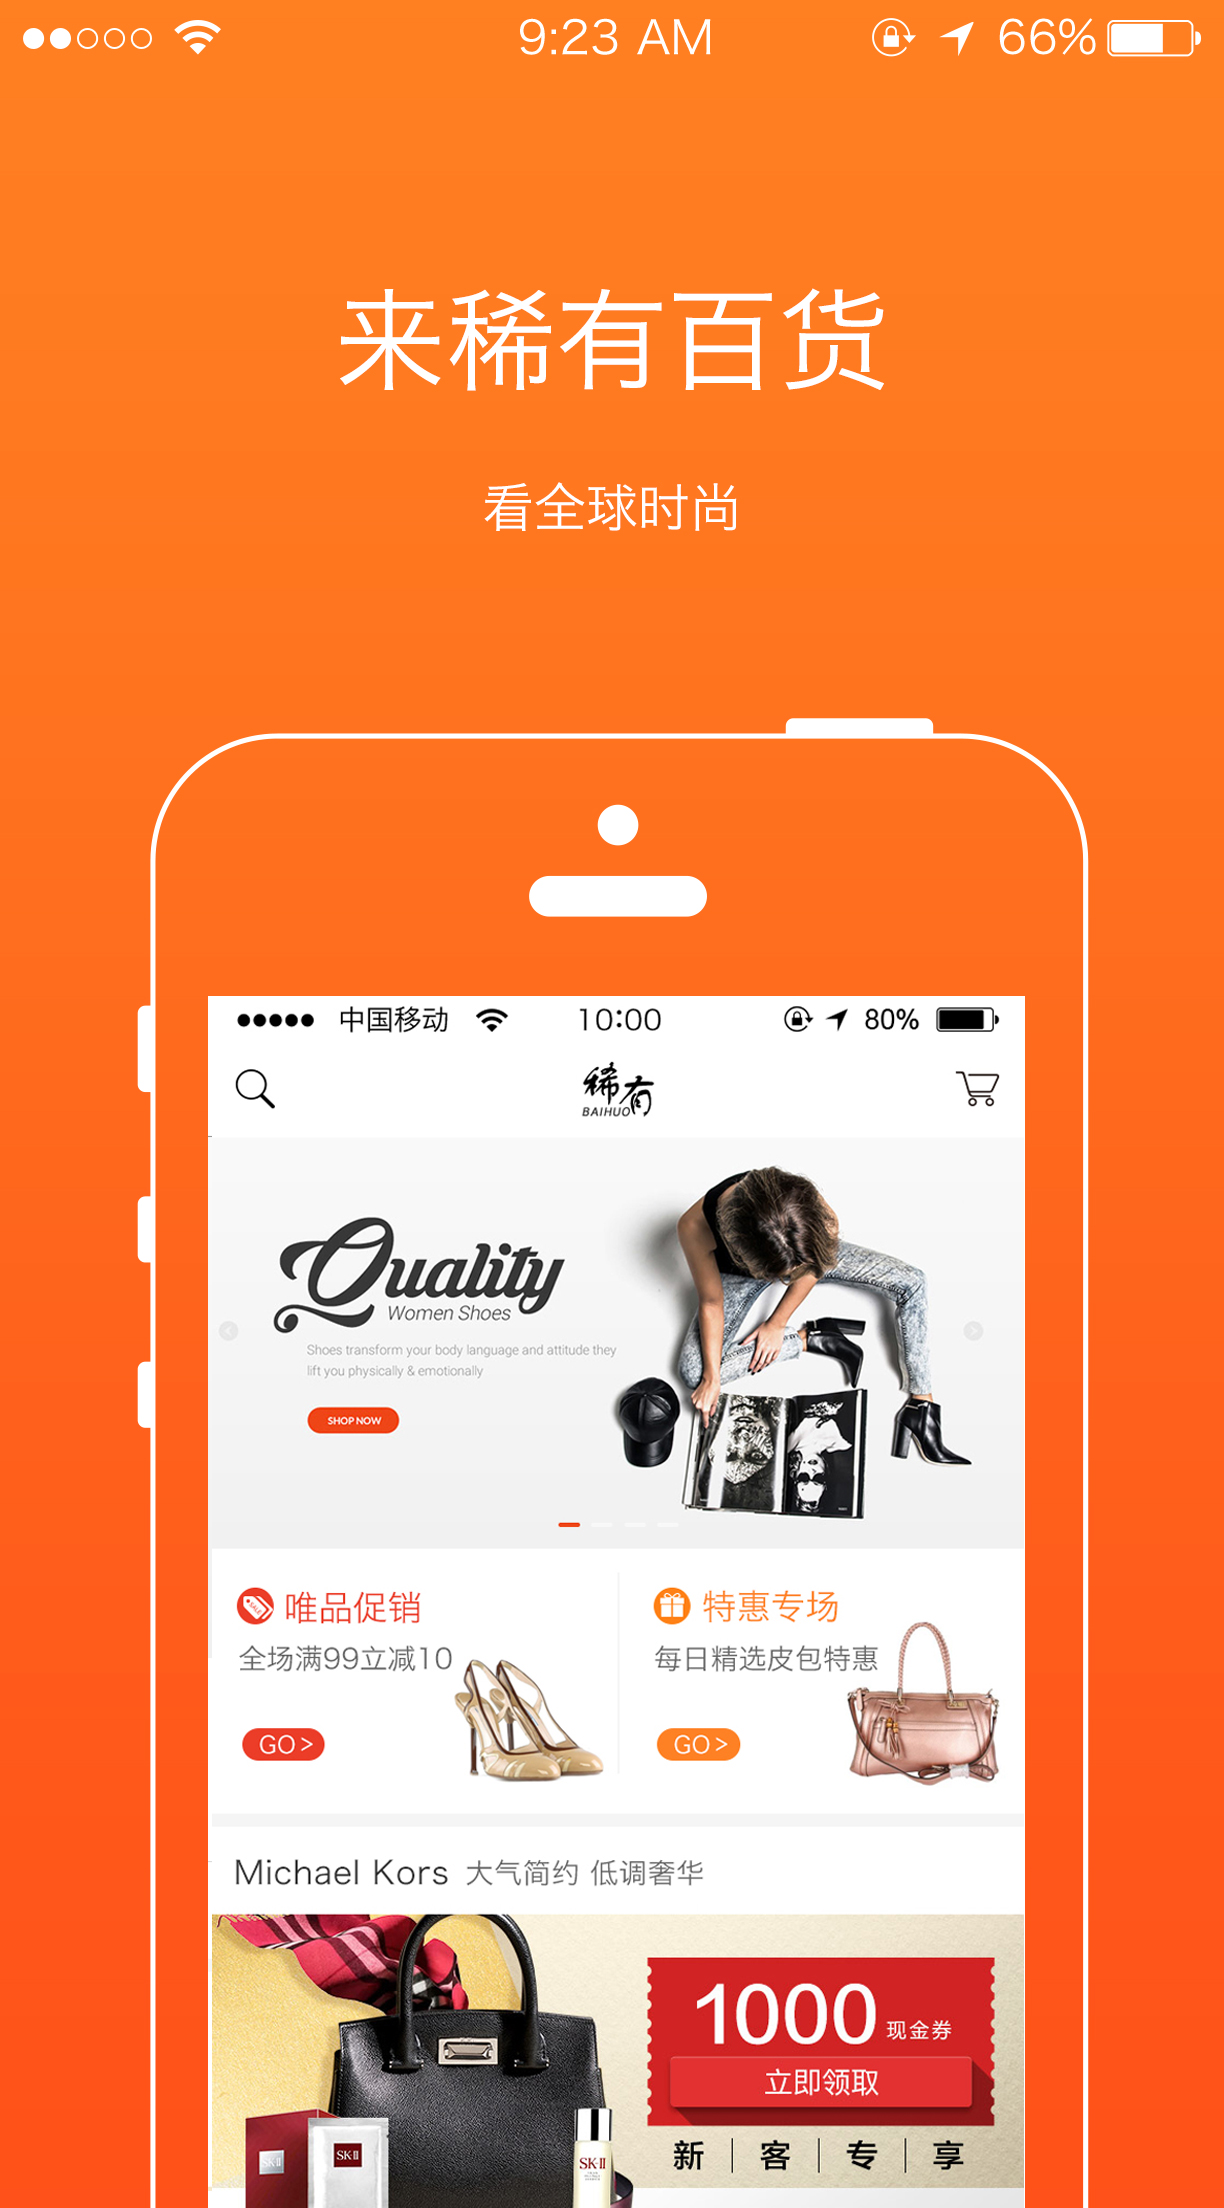 9:23 AM 66%
来稀有百货
看全球时尚
中国移动 10:00 80%
稀有
BAIHUO
Quality
Women Shoes
Shoes transform your body language and attitude they
lift you physically & emotionally
SHOP NOW
SALE
唯品促销
全场满99立减10
GO >
特惠专场
每日精选皮包特惠
GO >
Michael Kors 大气简约 低调奢华
1000 现金券
立即领取
新 客 专 享
SK-II
SK-II
SK-II